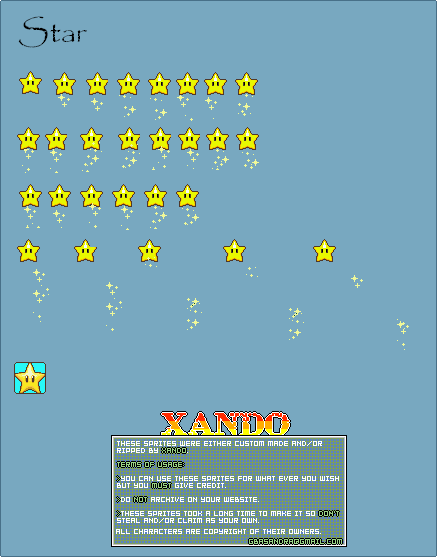 Star
XANDO
THESE SPRITES WERE EITHER CUSTOM MADE AND/OR
RIPPED BY XANDO.
TERMS OF USAGE:
>YOU CAN USE THESE SPRITES FOR WHAT EVER YOU WISH
BUT YOU MUST GIVE CREDIT.
>DO NOT ARCHIVE ON YOUR WEBSITE.
>THESE SPRITES TOOK A LONG TIME TO MAKE IT SO DON'T
STEAL AND/OR CLAIM AS YOUR OWN.
ALL CHARACTERS ARE COPYRIGHT OF THEIR OWNERS.
GBASANDRA@GMAIL.COM